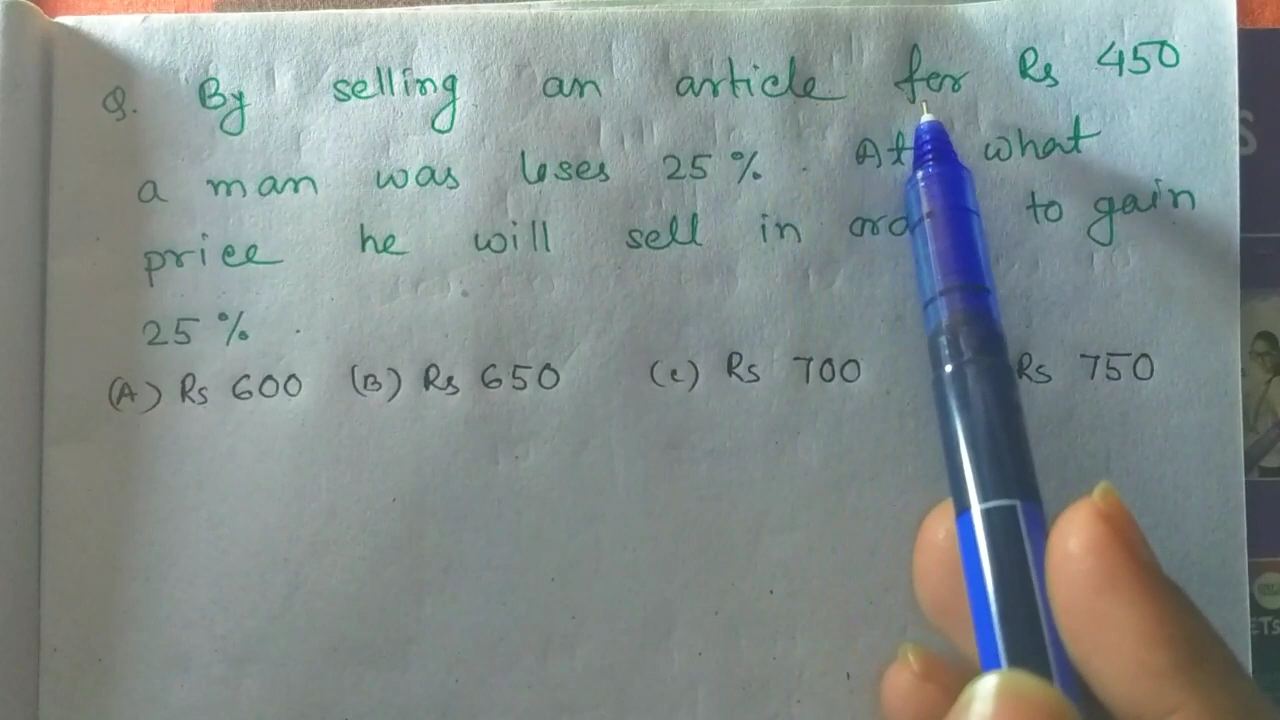 Q. By selling an article for Rs 450
a man was loses 25%. At what
price he will sell in to gain
25%.
(A) Rs 600 (B) Rs 650 (c) Rs 700 Rs 750